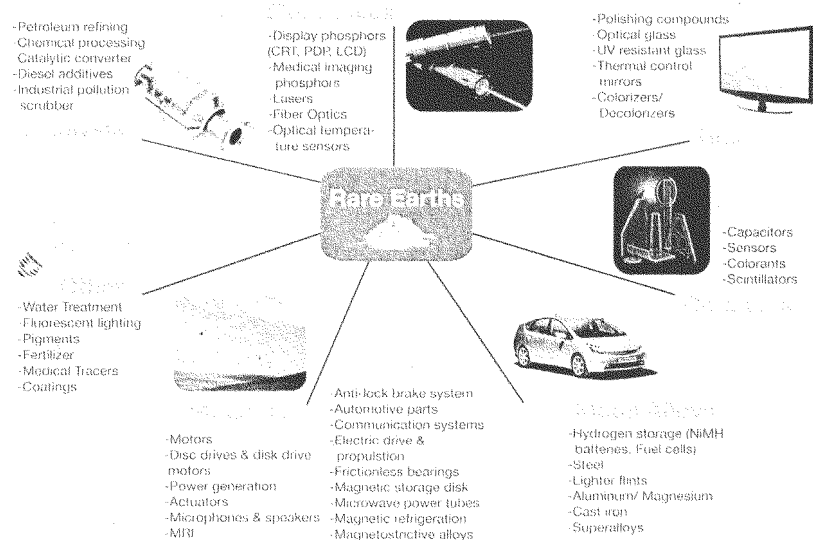 -Petroleum refining
-Chemical processing
Catalytic converter
-Diesel additives
-Industrial pollution
scrubber
-Display phosphors
(CRT, PDP, LCD)
-Medical imaging
phosphors
-Lasers
-Fiber Optics
-Optical tempera-
ture sensors
-Polishing compounds
-Optical glass
-UV resistant glass
-Thermal control
mirrors
-Colorizers/
Decolorizers
Rare Earths
-Capacitors
-Sensors
-Colorants
-Scintillators
Other
-Water Treatment
-Fluorescent lighting
-Pigments
-Fertilizer
-Medical Tracers
-Coatings
-Motors
-Disc drives & disk drive
motors
-Power generation
-Actuators
-Microphones & speakers
-MRI
-Anti-lock brake system
-Automotive parts
-Communication systems
-Electric drive &
propulstion
-Frictionless bearings
-Magnetic storage disk
-Microwave power tubes
-Magnetic refrigeration
-Magnetostrictive alloys
Metal Alloys
-Hydrogen storage (NiMH
batteries, Fuel cells)
-Steel
-Lighter flints
-Aluminum/ Magnesium
-Cast iron
-Superalloys